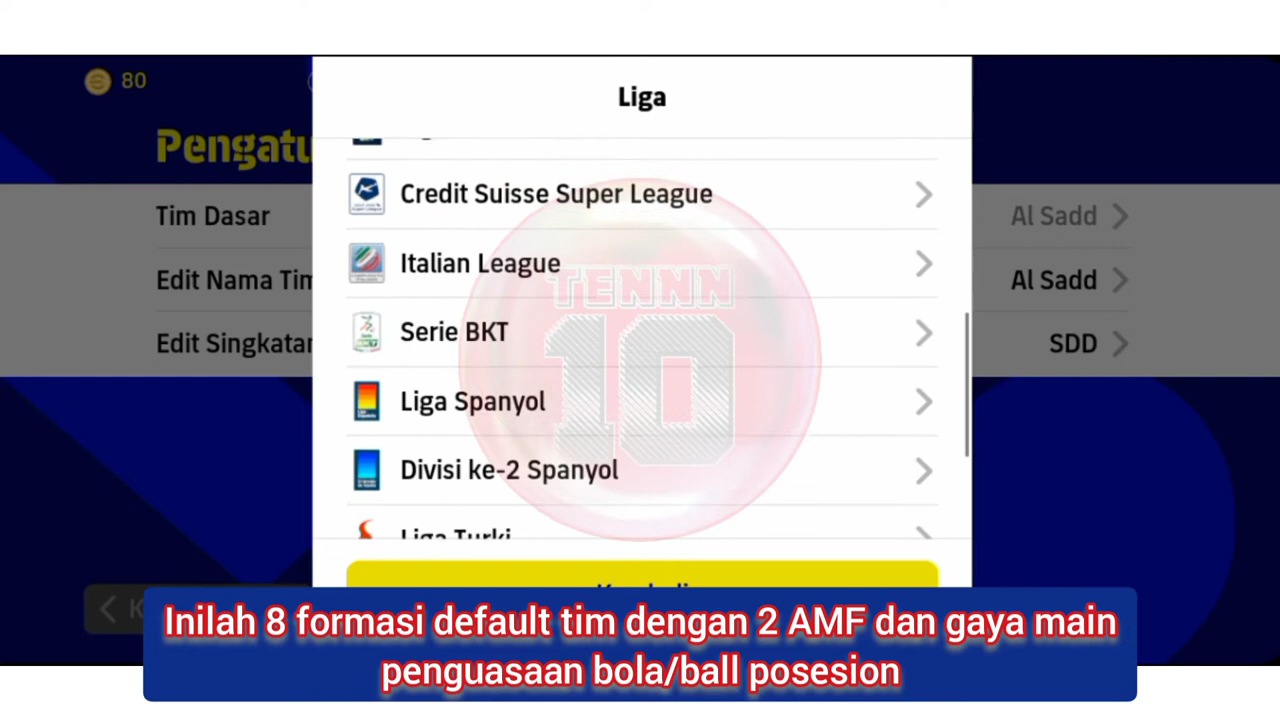 80
Liga
Pengatu
Credit Suisse Super League
Tim Dasar
Al Sadd
Italian League
Edit Nama Tim
Al Sadd
TENNN
10
Serie BKT
Edit Singkatan
SDD
Liga Spanyol
Divisi ke-2 Spanyol
Liga Turki
K
Inilah 8 formasi default tim dengan 2 AMF dan gaya main
penguasaan bola/ball posesion